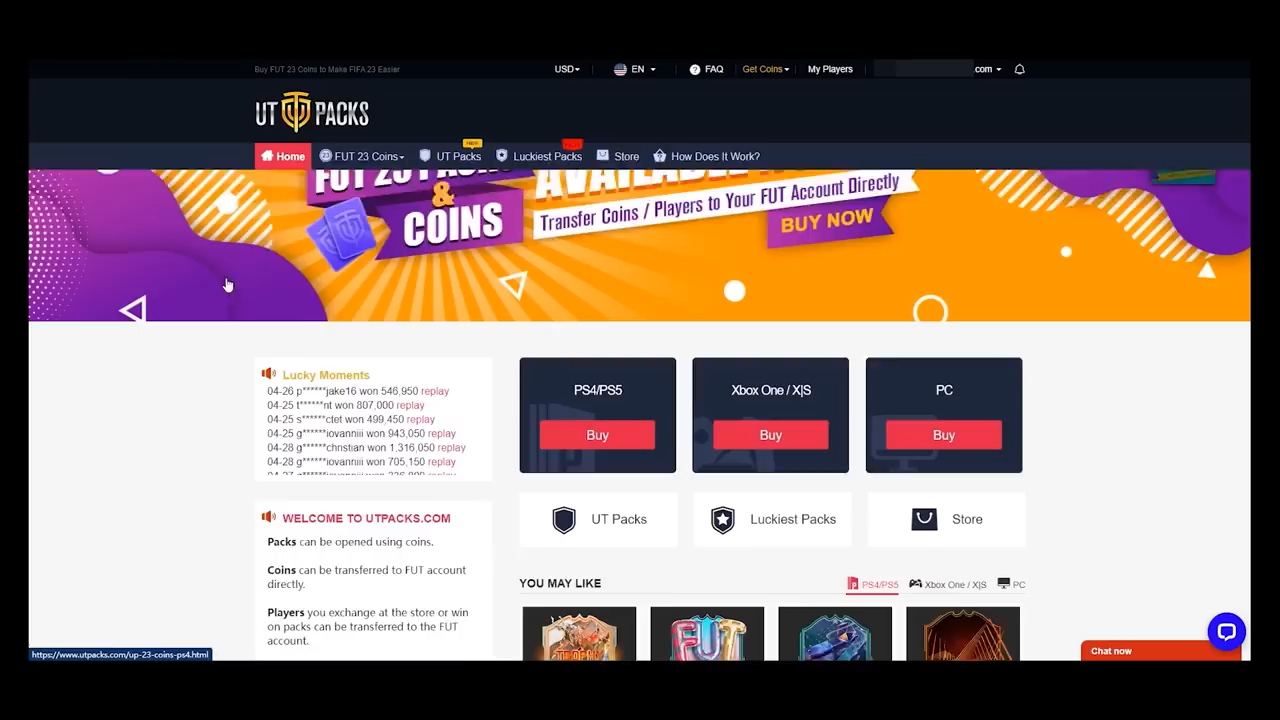 Buy FUT 23 Coins to Make FIFA 23 Easier
USD
EN
FAQ
Get Coins
My Players
.com
UT PACKS
Home
FUT 23 Coins
UT Packs
Luckiest Packs
Store
How Does It Work?
FUT 23 PACKS
& COINS
AVAILABLE
Transfer Coins / Players to Your FUT Account Directly
BUY NOW
Lucky Moments
04-26 p******jake16 won 546,950 replay
04-25 t******nt won 807,000 replay
04-25 s******ctet won 499,450 replay
04-25 g******iovanniii won 943,050 replay
04-28 g******christian won 1,316,050 replay
04-28 g******iovanniii won 705,150 replay
PS4/PS5
Buy
Xbox One / X|S
Buy
PC
Buy
WELCOME TO UTPACKS.COM
Packs can be opened using coins.
Coins can be transferred to FUT account
directly.
Players you exchange at the store or win
on packs can be transferred to the FUT
account.
UT Packs
Luckiest Packs
Store
YOU MAY LIKE
PS4/PS5
Xbox One / X|S
PC
FUT
https://www.utpacks.com/up-23-coins-ps4.html
Chat now